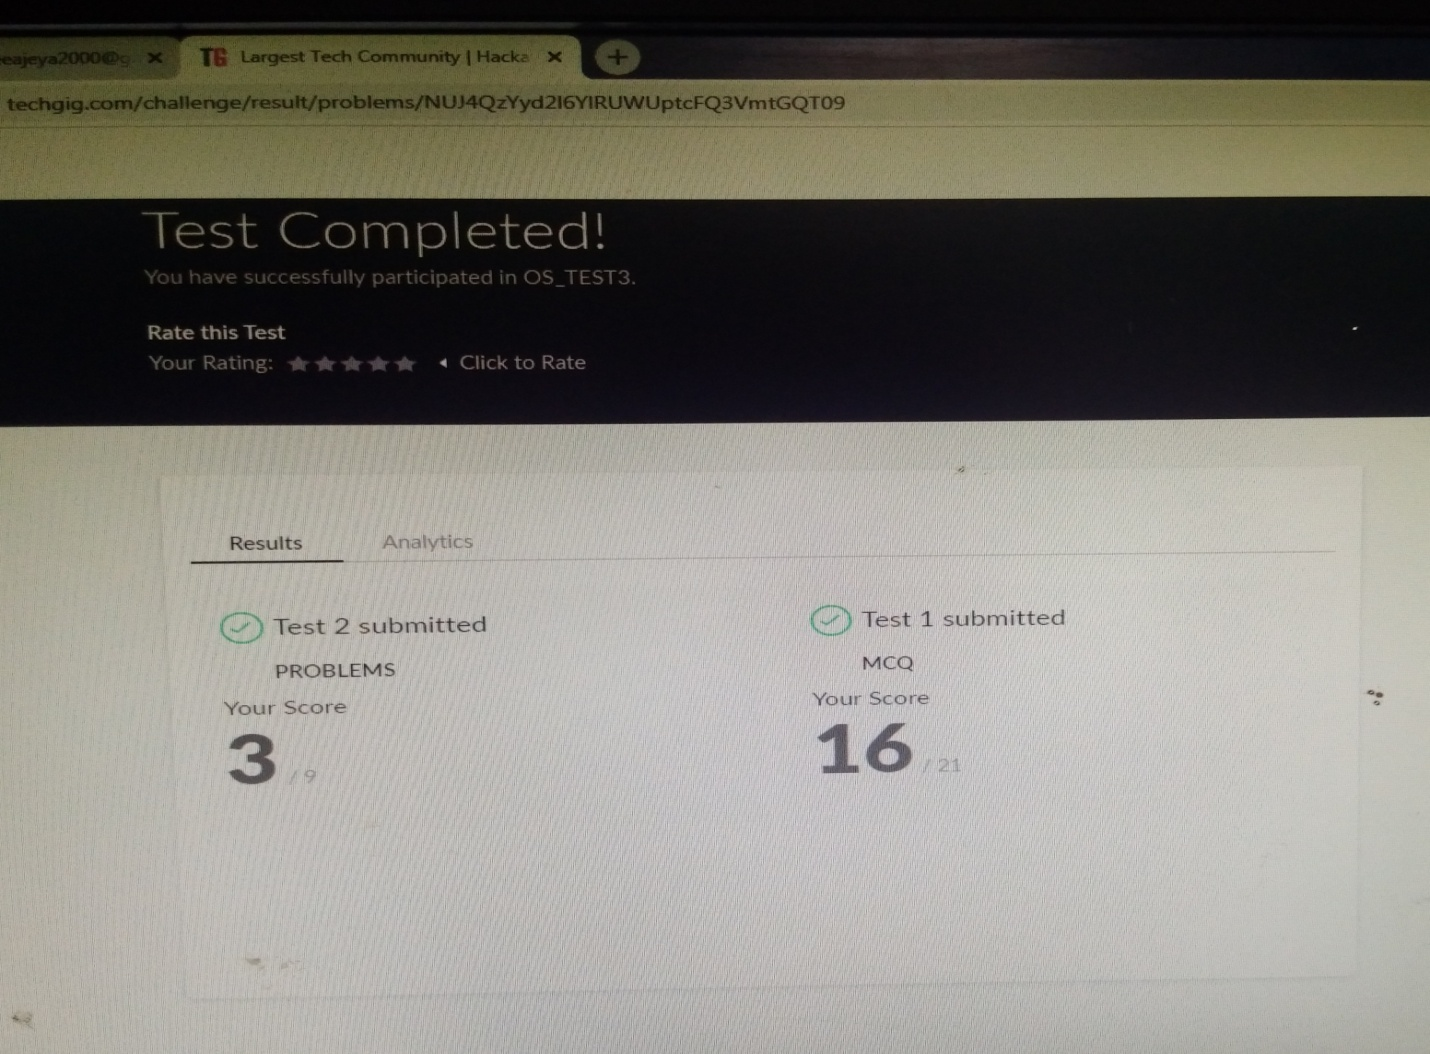 eajeya2000@g
TG Largest Tech Community | Hacka
techgig.com/challenge/result/problems/NUJ4QzYyd2I6YlRUWUptcFQ3VmtGQT09
Test Completed!
You have successfully participated in OS_TEST3.
Rate this Test
Your Rating: Click to Rate
Results Analytics
Test 2 submitted
PROBLEMS
Your Score
3 / 9
Test 1 submitted
MCQ
Your Score
16 / 21